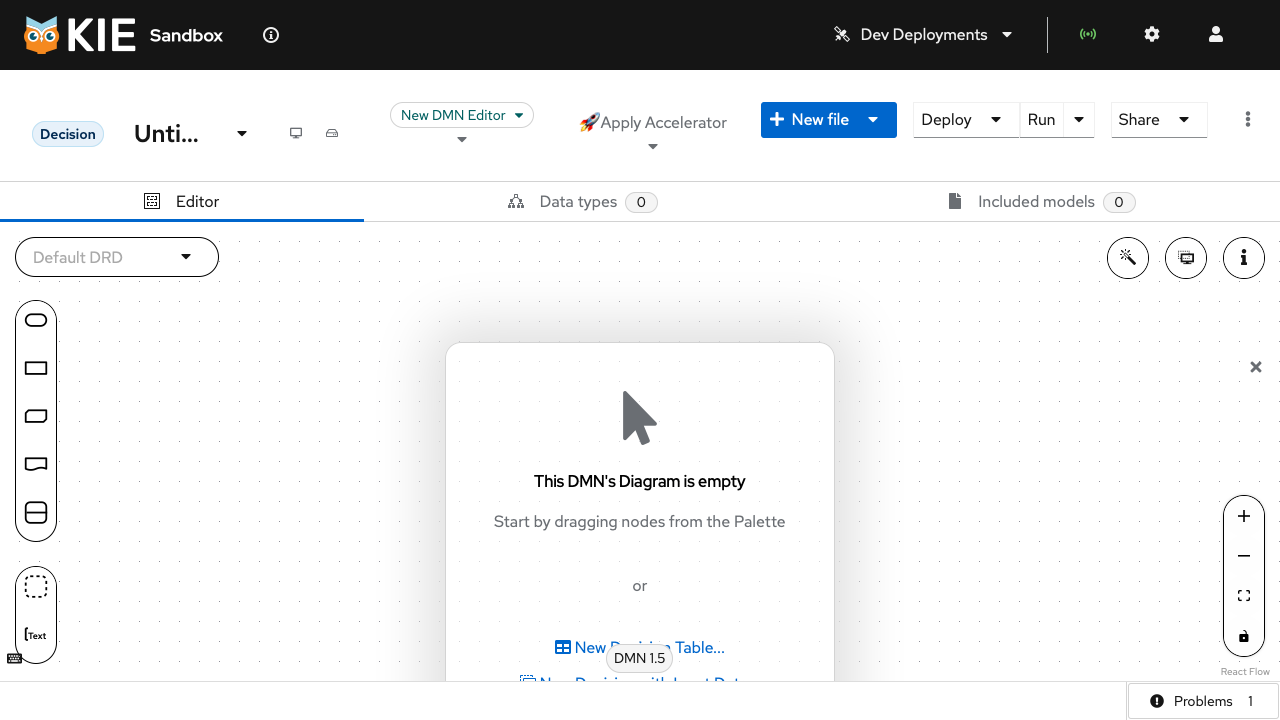 KIE Sandbox
Dev Deployments
Decision
Unti...
New DMN Editor
🚀Apply Accelerator
New file
Deploy
Run
Share
Editor
Data types 0
Included models 0
Default DRD
This DMN's Diagram is empty
Start by dragging nodes from the Palette
or
New Decision Table...
DMN 1.5
Text
React Flow
Problems 1